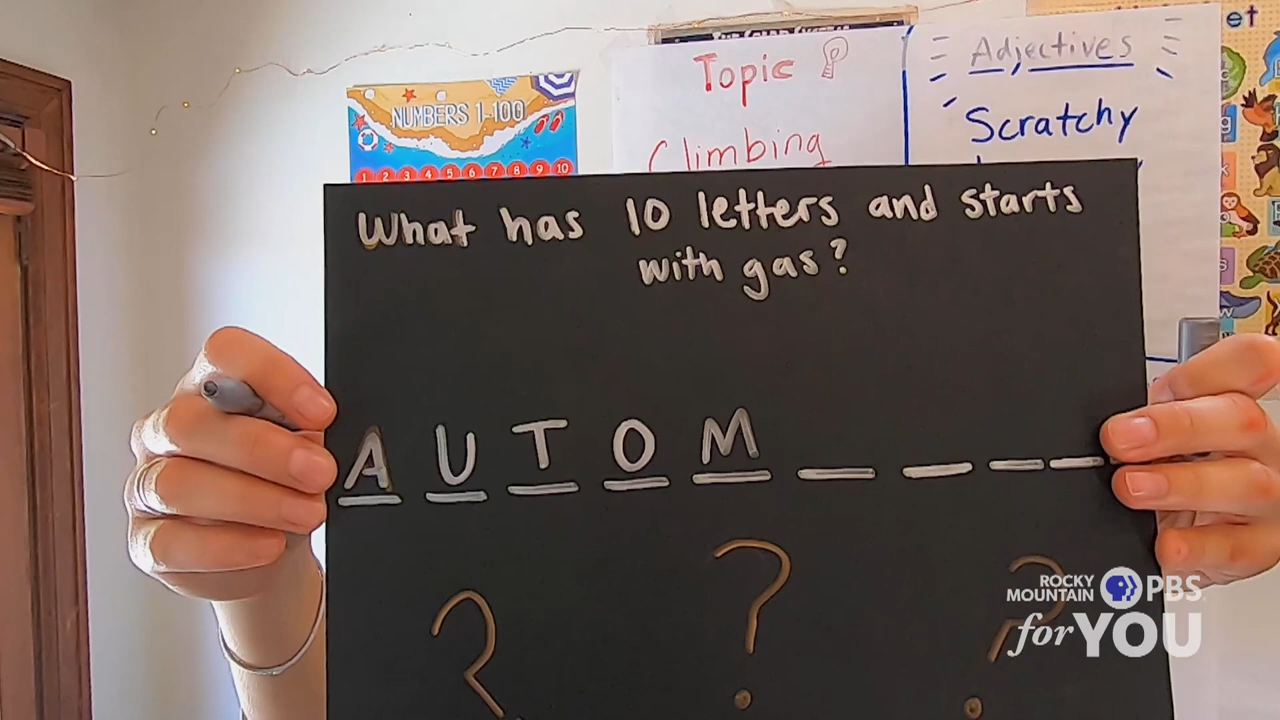 et
Topic
Adjectives
NUMBERS 1-100
Scratchy
Climbing
1 2 3 4 5 6 7 8 9 10
What has 10 letters and starts
with gas?
A U T O M _ _ _ _
? ? ?
ROCKY
MOUNTAIN PBS
for YOU